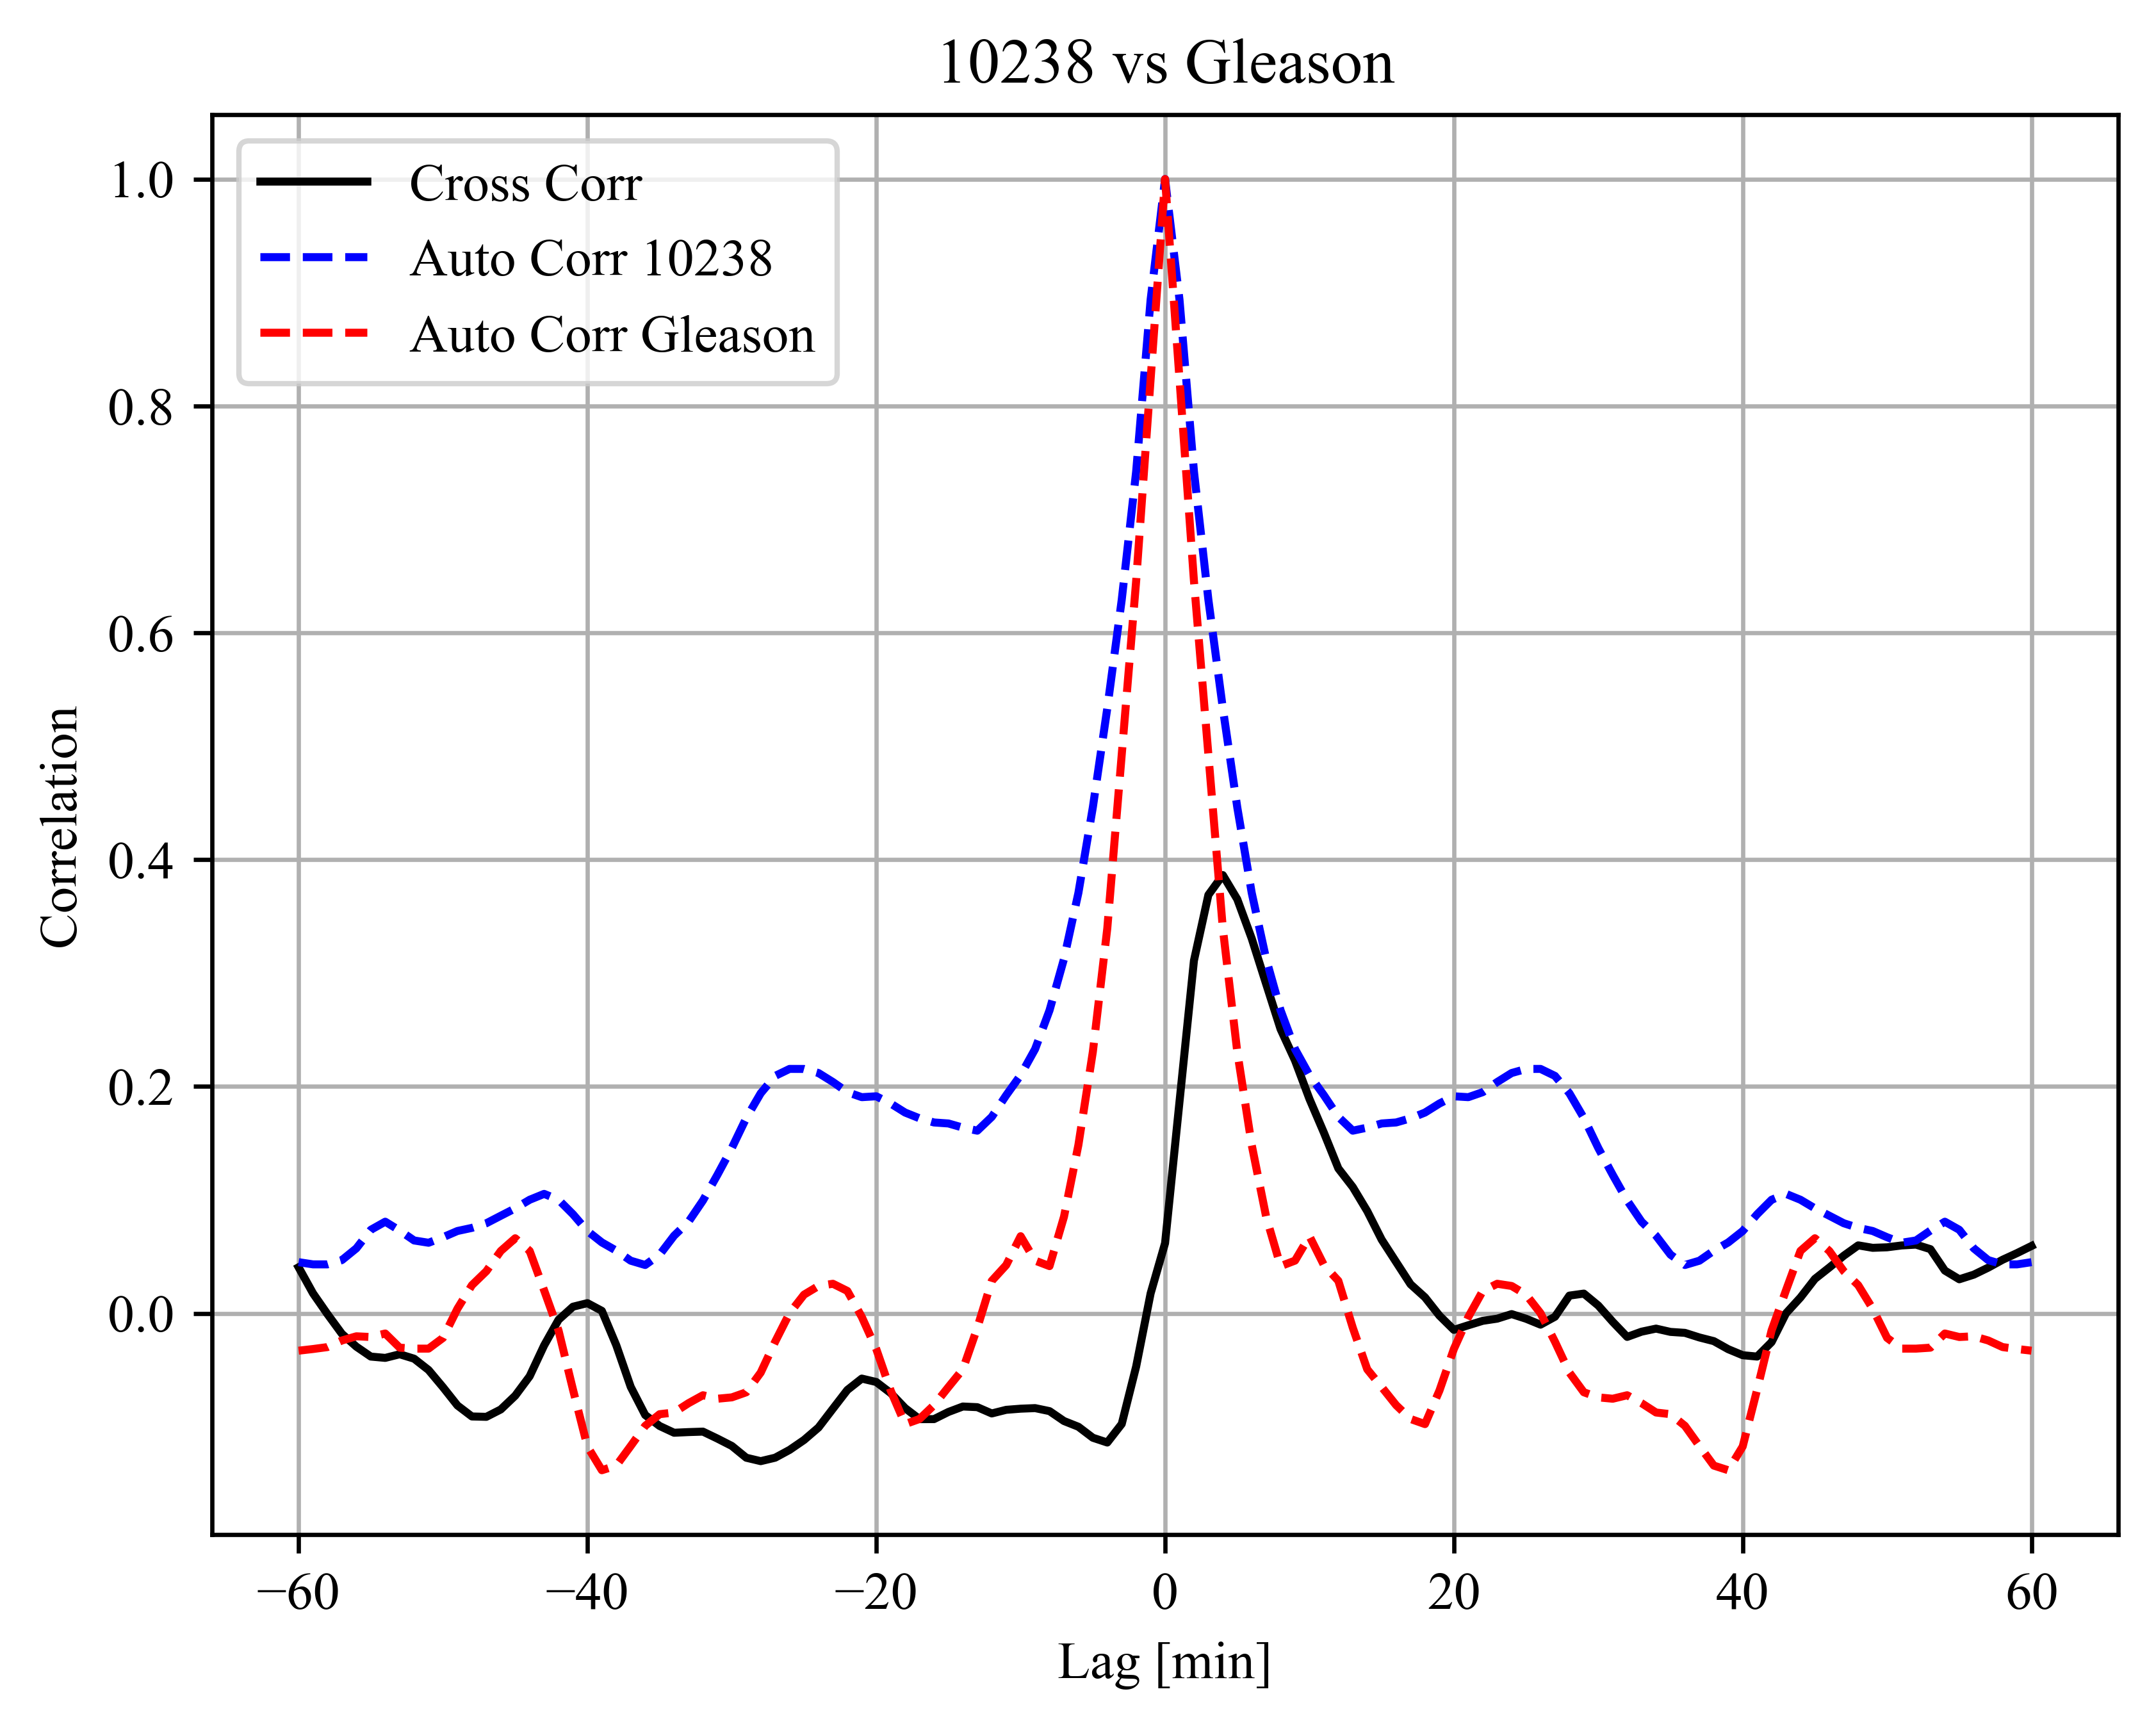 10238 vs Gleason
Cross Corr
Auto Corr 10238
Auto Corr Gleason
1.0
0.8
0.6
0.4
0.2
0.0
Correlation
−60 −40 −20 0 20 40 60
Lag [min]